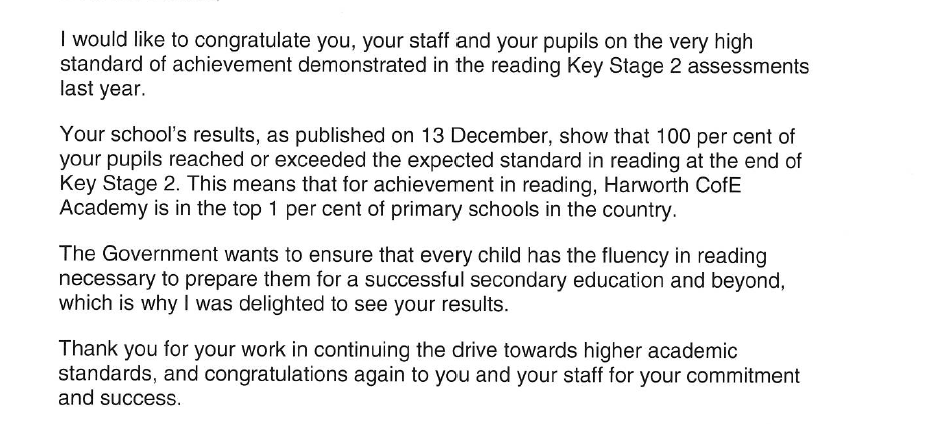 I would like to congratulate you, your staff and your pupils on the very high
standard of achievement demonstrated in the reading Key Stage 2 assessments
last year.
Your school's results, as published on 13 December, show that 100 per cent of
your pupils reached or exceeded the expected standard in reading at the end of
Key Stage 2. This means that for achievement in reading, Harworth CofE
Academy is in the top 1 per cent of primary schools in the country.
The Government wants to ensure that every child has the fluency in reading
necessary to prepare them for a successful secondary education and beyond,
which is why I was delighted to see your results.
Thank you for your work in continuing the drive towards higher academic
standards, and congratulations again to you and your staff for your commitment
and success.